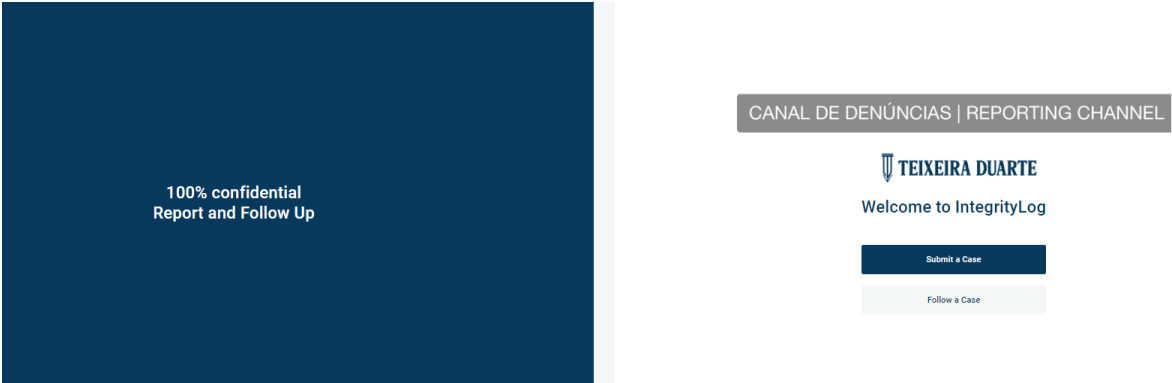 100% confidential
Report and Follow Up
CANAL DE DENÚNCIAS | REPORTING CHANNEL
TEIXEIRA DUARTE
Welcome to IntegrityLog
Submit a Case
Follow a Case